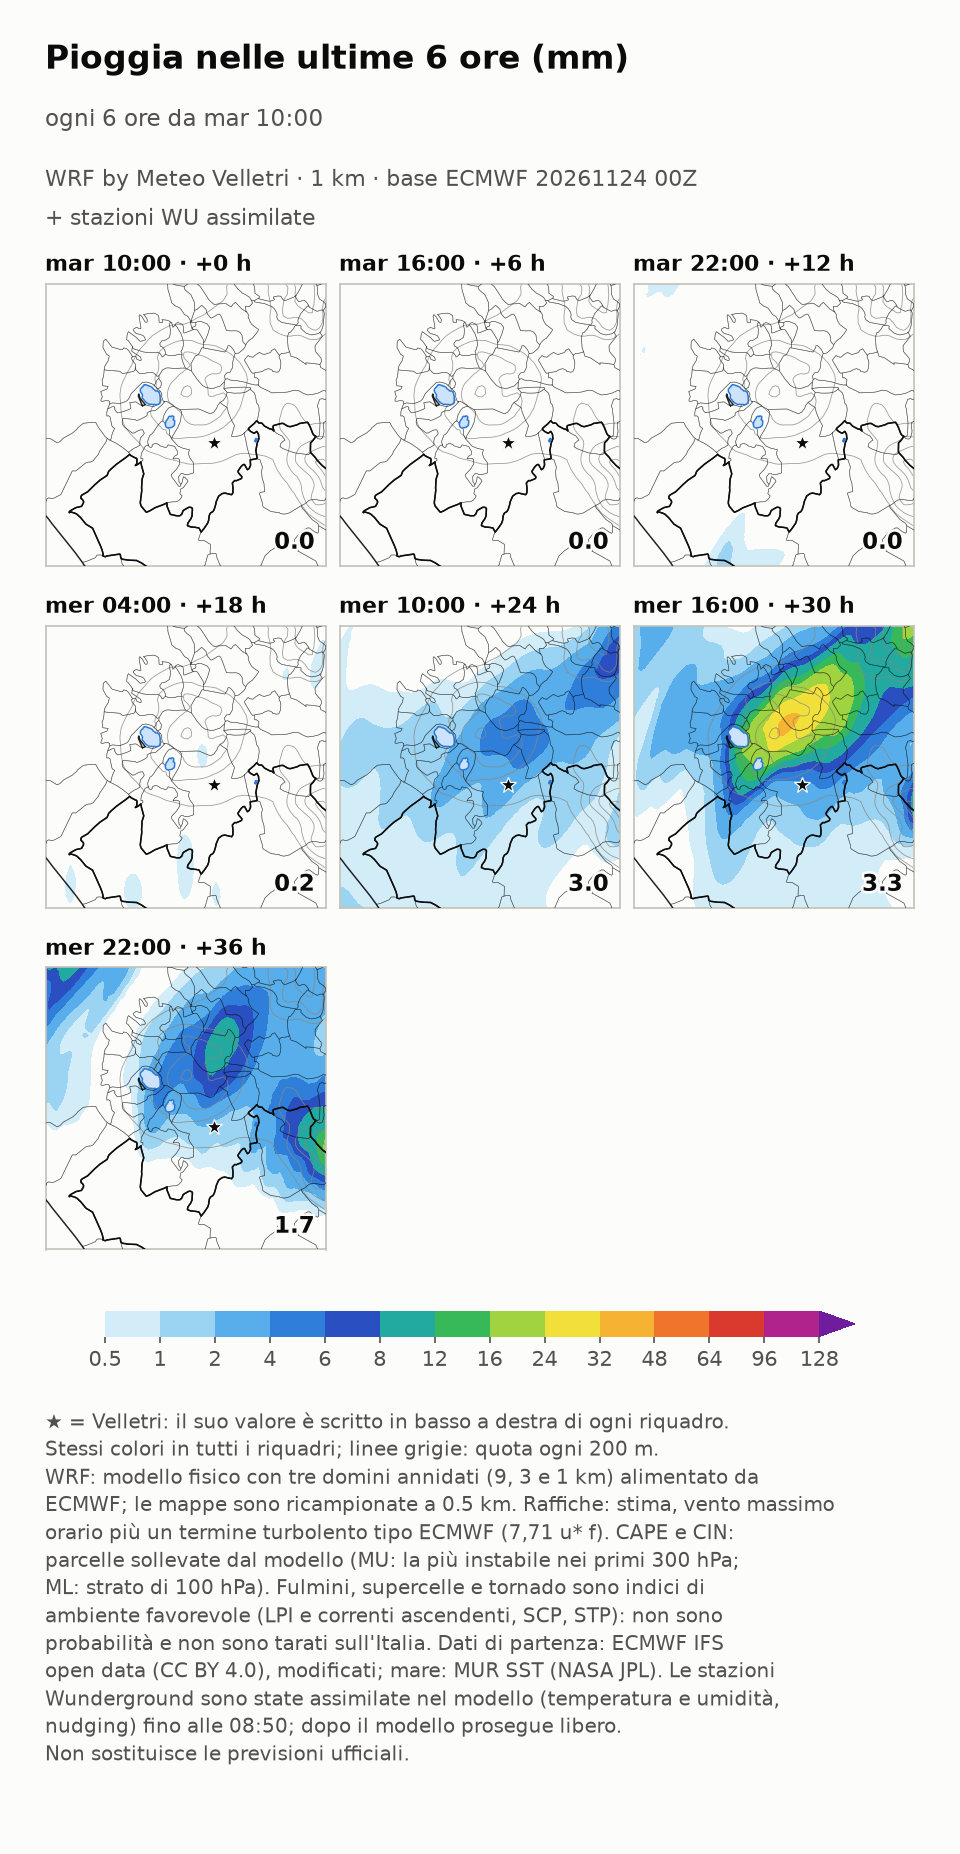 Pioggia nelle ultime 6 ore (mm)
ogni 6 ore da mar 10:00
WRF by Meteo Velletri · 1 km · base ECMWF 20261124 00Z
+ stazioni WU assimilate
mar 10:00 · +0 h
mar 16:00 · +6 h
mar 22:00 · +12 h
0.0
0.0
0.0
mer 04:00 · +18 h
mer 10:00 · +24 h
mer 16:00 · +30 h
0.2
3.0
3.3
mer 22:00 · +36 h
1.7
0.5 1 2 4 6 8 12 16 24 32 48 64 96 128
★ = Velletri: il suo valore è scritto in basso a destra di ogni riquadro.
Stessi colori in tutti i riquadri; linee grigie: quota ogni 200 m.
WRF: modello fisico con tre domini annidati (9, 3 e 1 km) alimentato da
ECMWF; le mappe sono ricampionate a 0.5 km. Raffiche: stima, vento massimo
orario più un termine turbolento tipo ECMWF (7,71 u* f). CAPE e CIN:
parcelle sollevate dal modello (MU: la più instabile nei primi 300 hPa;
ML: strato di 100 hPa). Fulmini, supercelle e tornado sono indici di
ambiente favorevole (LPI e correnti ascendenti, SCP, STP): non sono
probabilità e non sono tarati sull'Italia. Dati di partenza: ECMWF IFS
open data (CC BY 4.0), modificati; mare: MUR SST (NASA JPL). Le stazioni
Wunderground sono state assimilate nel modello (temperatura e umidità,
nudging) fino alle 08:50; dopo il modello prosegue libero.
Non sostituisce le previsioni ufficiali.